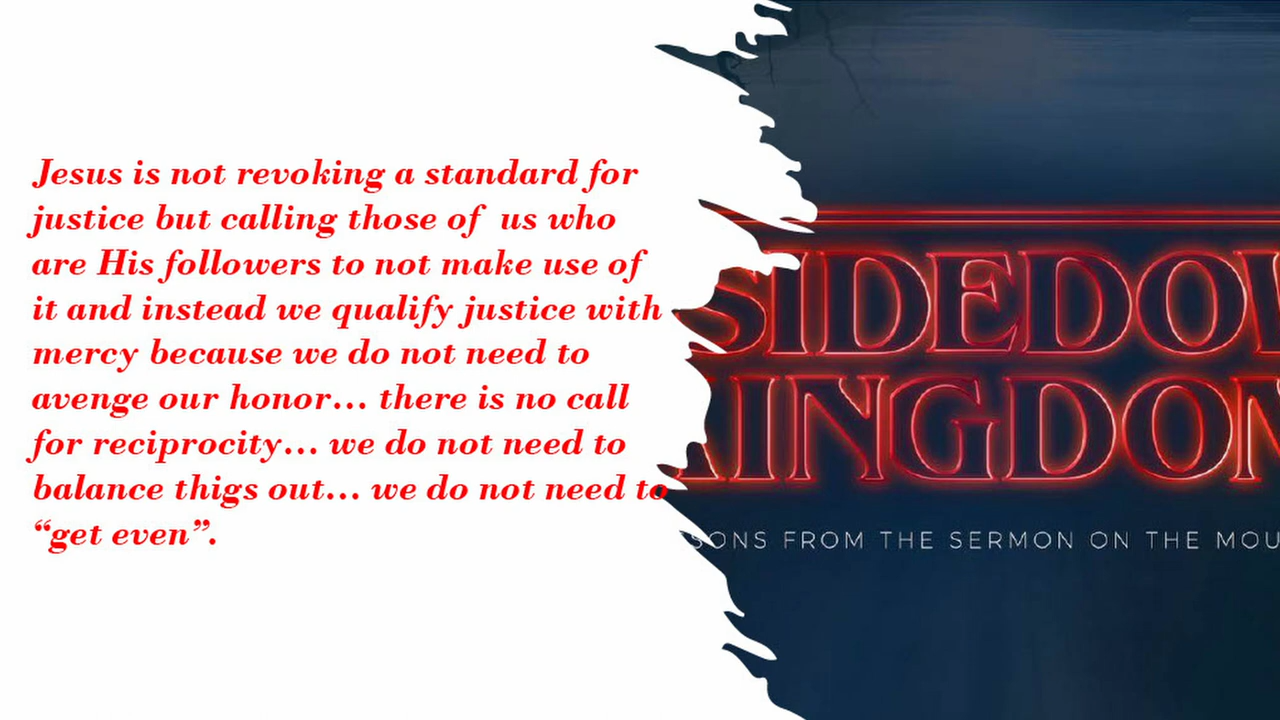 Jesus is not revoking a standard for
justice but calling those of us who
are His followers to not make use of
it and instead we qualify justice with
mercy because we do not need to
avenge our honor... there is no call
for reciprocity... we do not need to
balance thigs out... we do not need to
“get even”.
SIDEDOW
KINGDOM
SONS FROM THE SERMON ON THE MOU